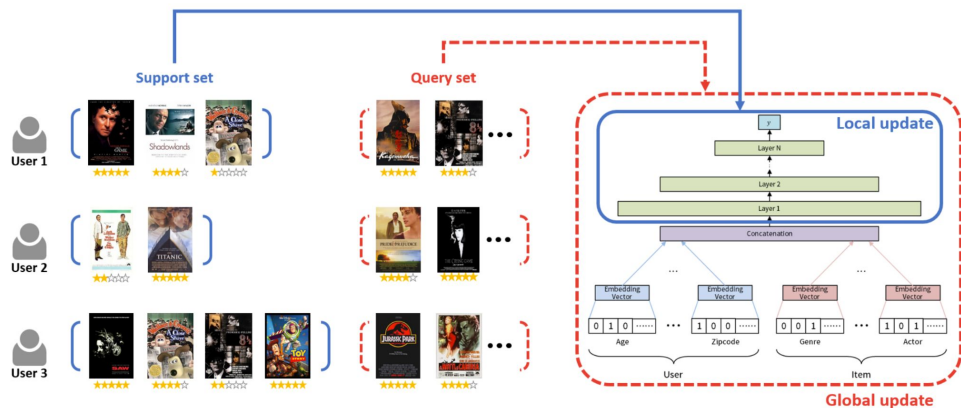 Support set
Query set
User 1
Shadowlands
★★★★★
★★★★☆
★☆☆☆☆
★★★★★
★★★★☆
...
User 2
TITANIC
★★☆☆☆
★★★★★
★★★★★
★★★★★
...
User 3
TOY STORY
JURASSIC PARK
★★★★★
★★★★☆
★★☆☆☆
★★★★★
★★★★★
★★★★☆
...
Local update
y
Layer N
Layer 2
Layer 1
Concatenation
...
...
Embedding Vector
Embedding Vector
Embedding Vector
Embedding Vector
0 1 0 ......
...
1 0 0 ......
0 0 1 ......
...
1 0 1 ......
Age
Zipcode
Genre
Actor
User
Item
Global update